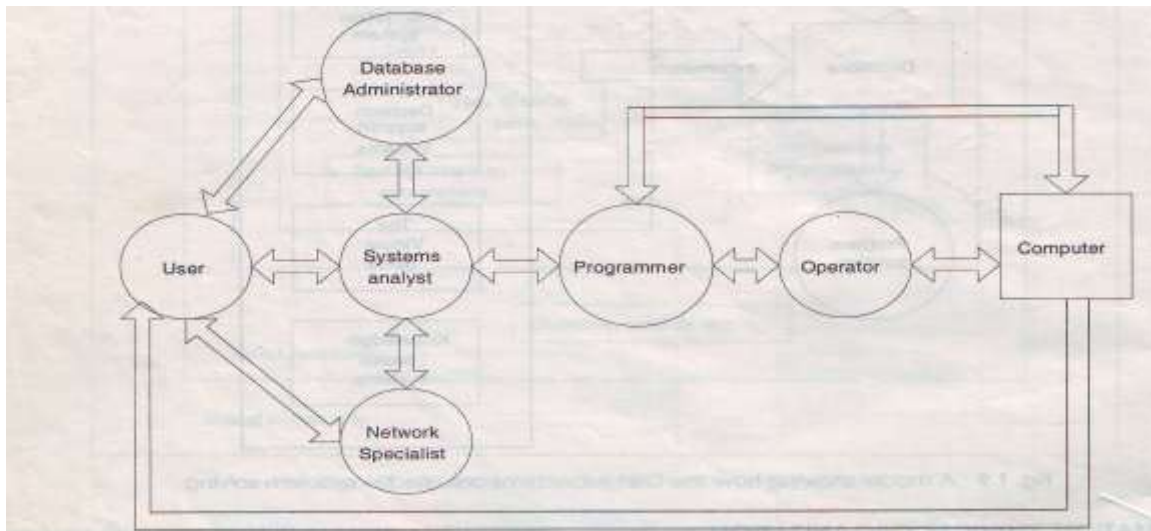 Database
Administrator
User
Systems
analyst
Programmer
Operator
Computer
Network
Specialist